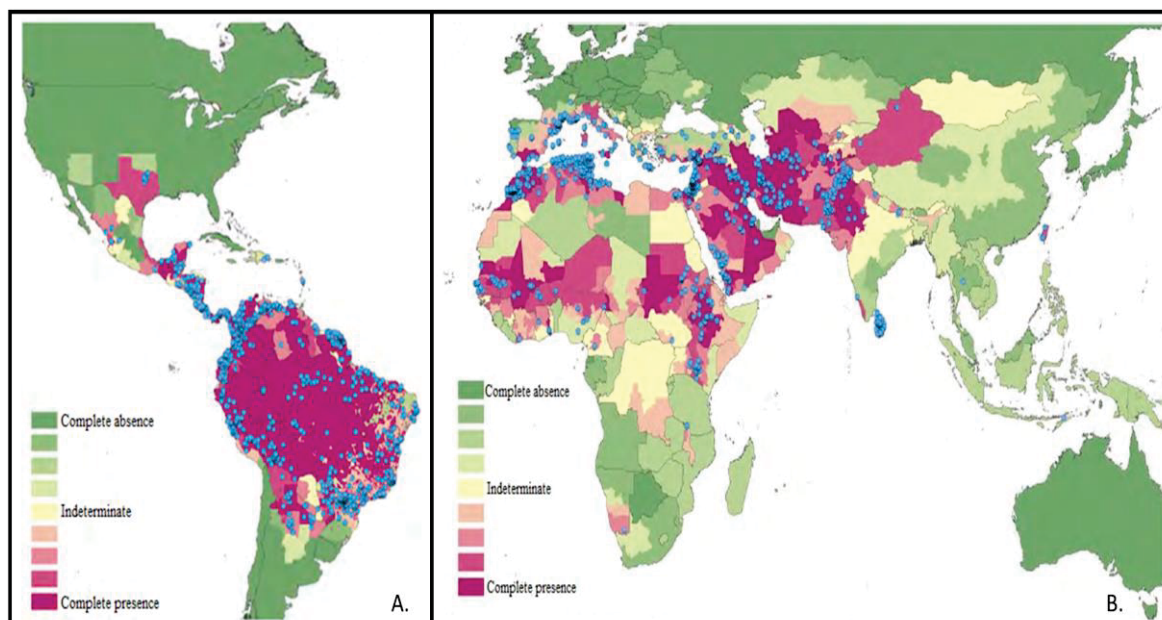 Complete absence
Indeterminate
Complete presence
A.
Complete absence
Indeterminate
Complete presence
B.